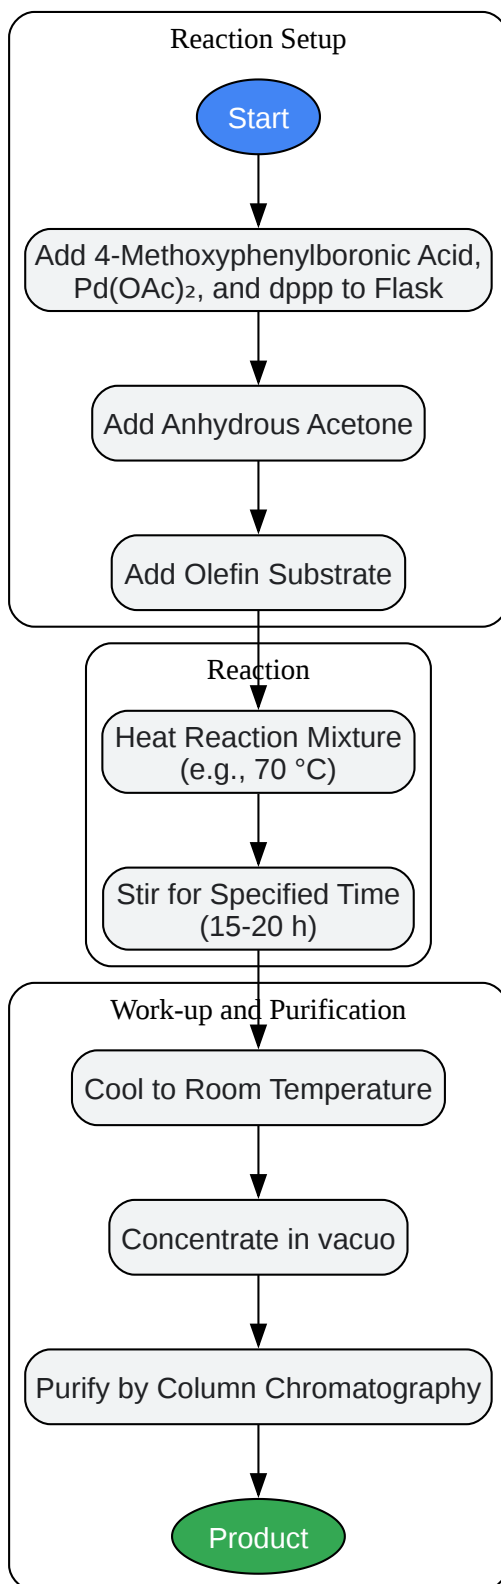 Reaction Setup
Start
Add 4-Methoxyphenylboronic Acid,
Pd(OAc)₂, and dppp to Flask
Add Anhydrous Acetone
Add Olefin Substrate
Reaction
Heat Reaction Mixture
(e.g., 70 °C)
Stir for Specified Time
(15-20 h)
Work-up and Purification
Cool to Room Temperature
Concentrate in vacuo
Purify by Column Chromatography
Product